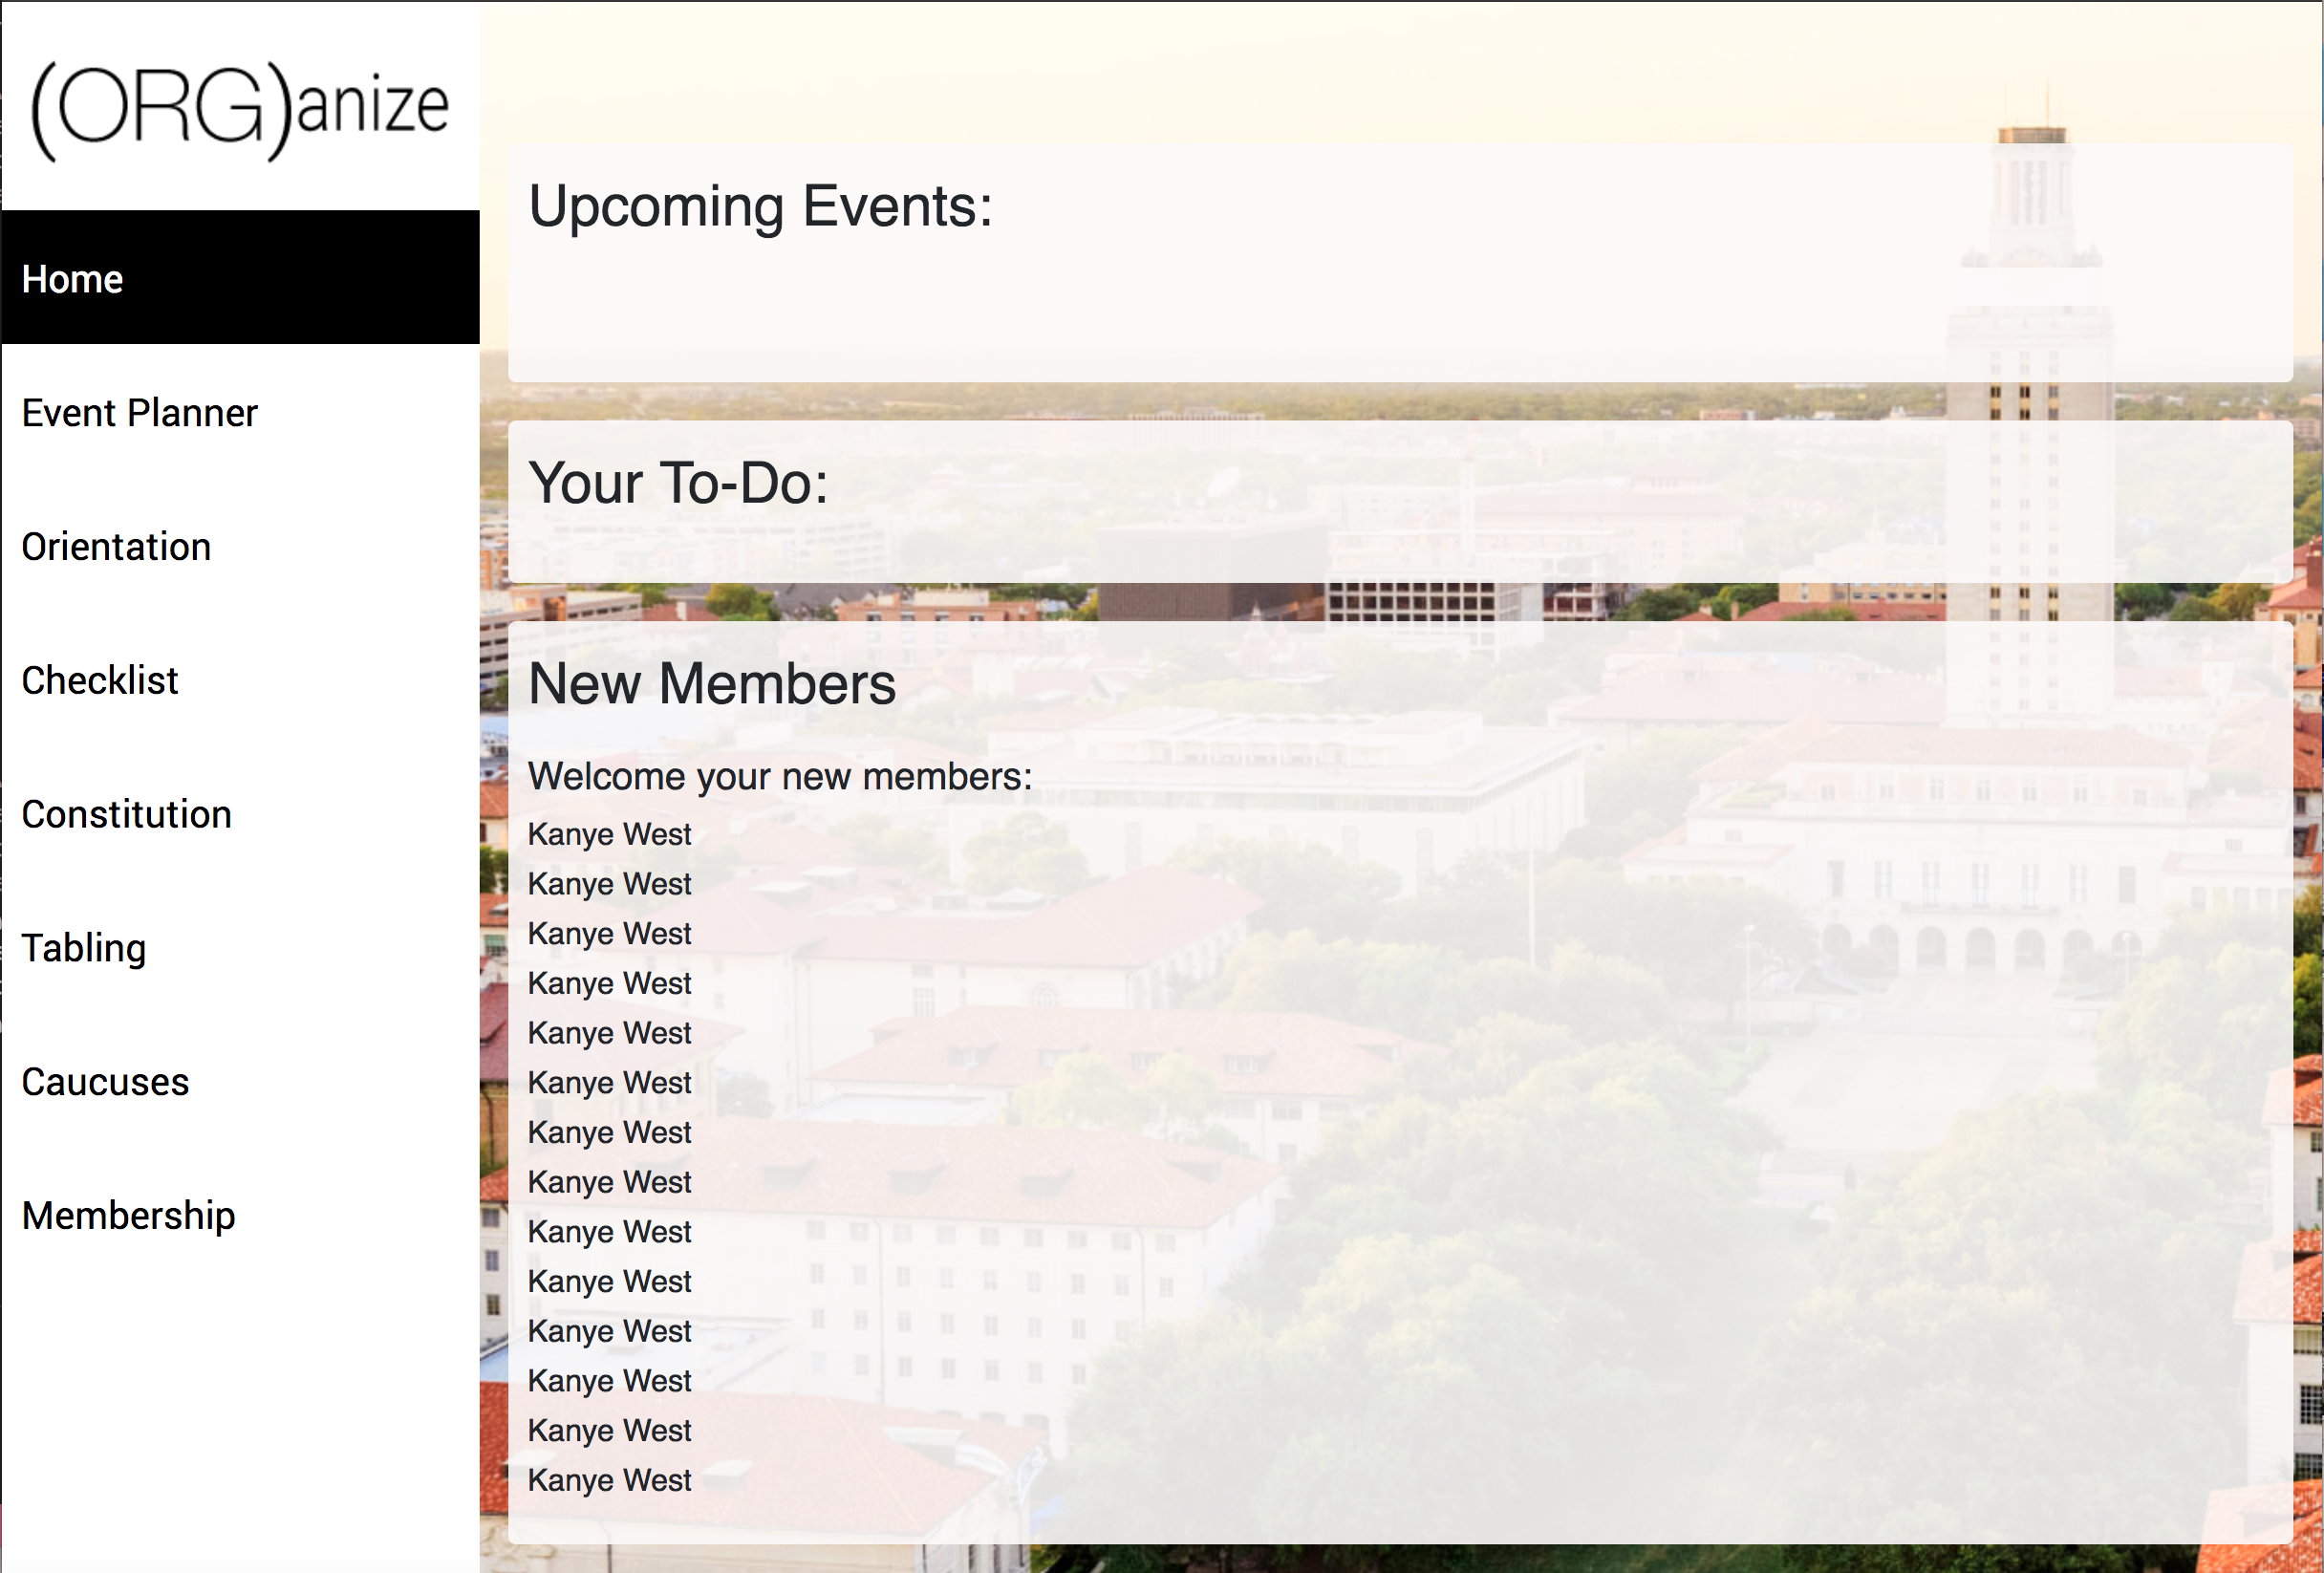 (ORG)anize
Home
Event Planner
Orientation
Checklist
Constitution
Tabling
Caucuses
Membership
Upcoming Events:
Your To-Do:
New Members
Welcome your new members:
Kanye West
Kanye West
Kanye West
Kanye West
Kanye West
Kanye West
Kanye West
Kanye West
Kanye West
Kanye West
Kanye West
Kanye West
Kanye West
Kanye West